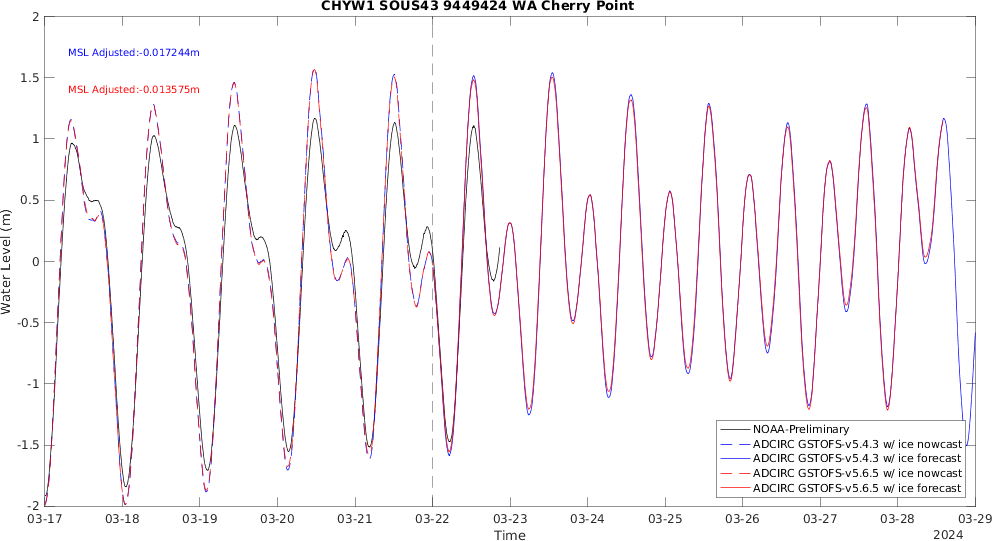 CHYW1 SOUS43 9449424 WA Cherry Point
MSL Adjusted:-0.017244m
MSL Adjusted:-0.013575m
Water Level (m)
2
1.5
1
0.5
0
-0.5
-1
-1.5
-2
NOAA-Preliminary
ADCIRC GSTOFS-v5.4.3 w/ ice nowcast
ADCIRC GSTOFS-v5.4.3 w/ ice forecast
ADCIRC GSTOFS-v5.6.5 w/ ice nowcast
ADCIRC GSTOFS-v5.6.5 w/ ice forecast
03-17 03-18 03-19 03-20 03-21 03-22 03-23 03-24 03-25 03-26 03-27 03-28 03-29
Time
2024